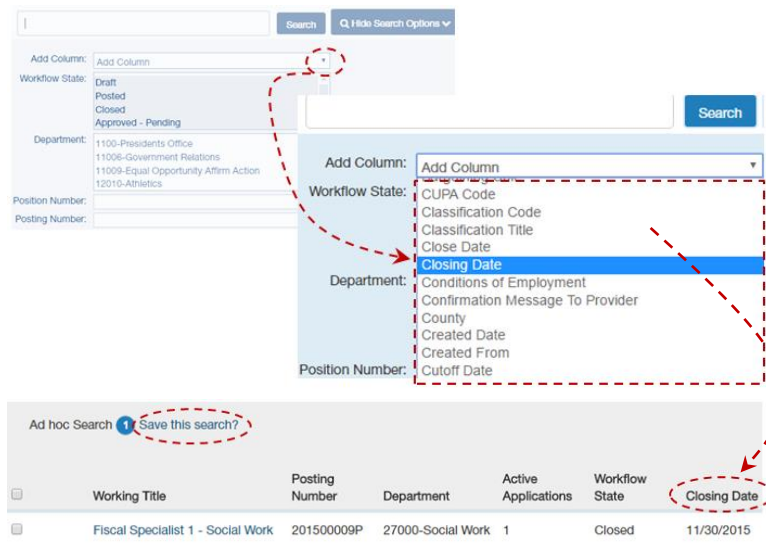 Search
Hide Search Options
Add Column:
Add Column
Workflow State:
Draft
Posted
Closed
Approved - Pending
Department:
1100-Presidents Office
11006-Government Relations
11009-Equal Opportunity Affirm Action
12010-Athletics
Position Number:
Posting Number:
Search
Add Column:
Add Column
Workflow State:
CUPA Code
Classification Code
Classification Title
Close Date
Closing Date
Department:
Conditions of Employment
Confirmation Message To Provider
County
Created Date
Created From
Position Number:
Cutoff Date
Ad hoc Search 1 Save this search?
Working Title Posting Number Department Active Applications Workflow State Closing Date
Fiscal Specialist 1 - Social Work 201500009P 27000-Social Work 1 Closed 11/30/2015